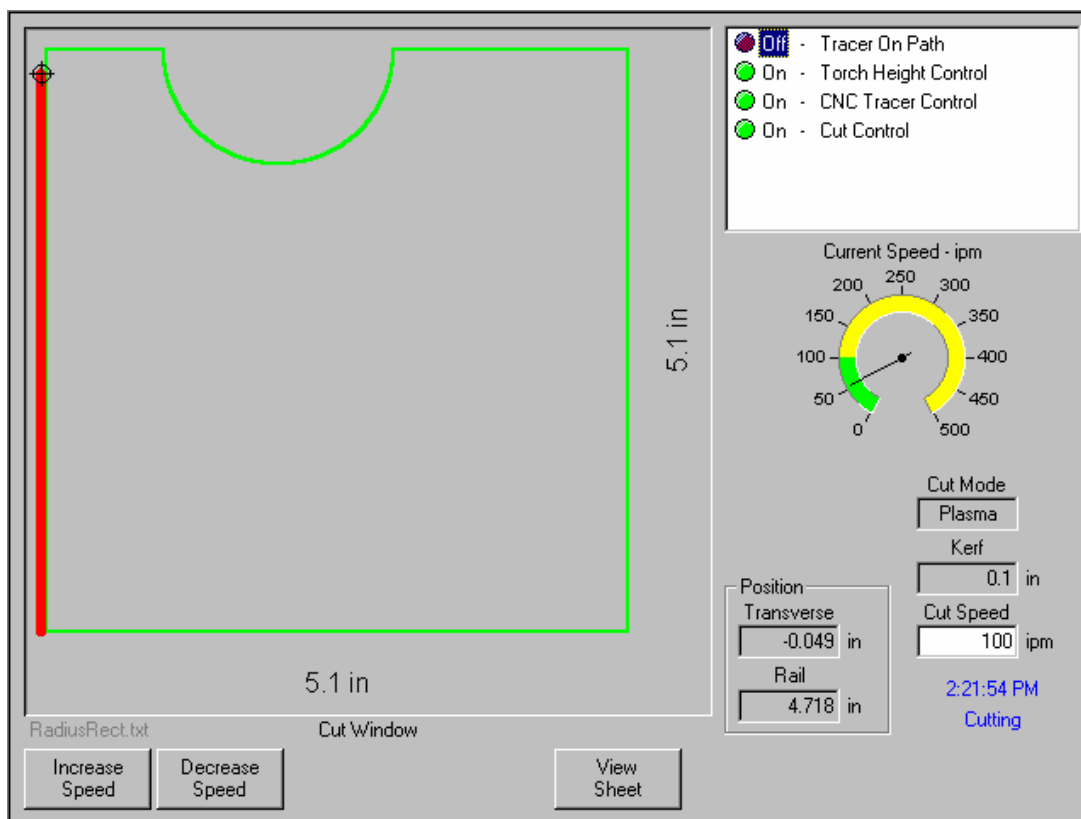 Off - Tracer On Path
On - Torch Height Control
On - CNC Tracer Control
On - Cut Control
Current Speed - ipm
0
50
100
150
200
250
300
350
400
450
500
5.1 in
5.1 in
RadiusRect.txt
Cut Window
Cut Mode
Plasma
Kerf
0.1 in
Cut Speed
100 ipm
Position
Transverse
-0.049 in
Rail
4.718 in
2:21:54 PM
Cutting
Increase Speed
Decrease Speed
View Sheet